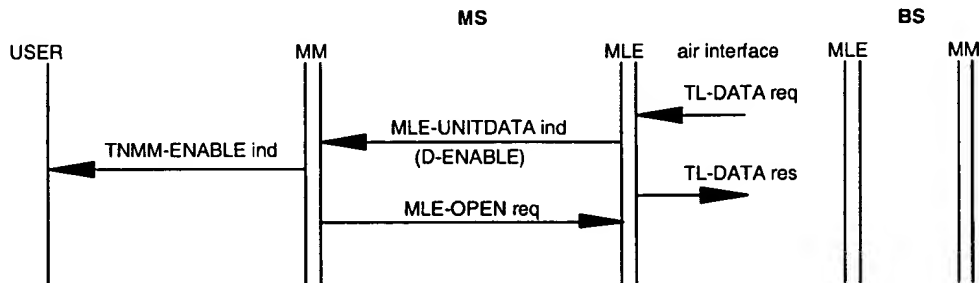 MS BS
USER MM MLE air interface MLE MM
TL-DATA req
MLE-UNITDATA ind
(D-ENABLE)
TNMM-ENABLE ind
TL-DATA res
MLE-OPEN req